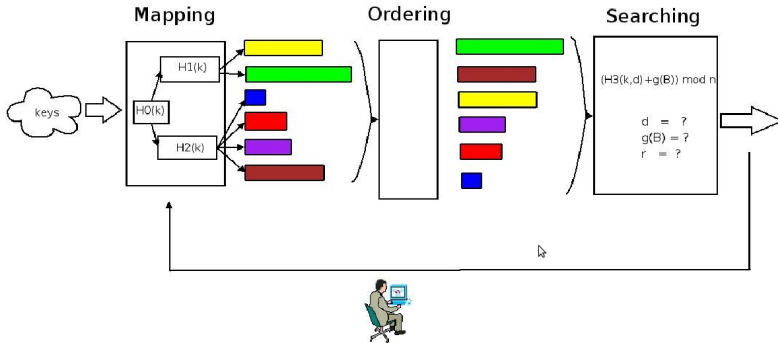 Mapping
Ordering
Searching
keys
H0(k)
H1(k)
H2(k)
(H3(k,d)+g(B)) mod n
d = ?
g(B) = ?
r = ?